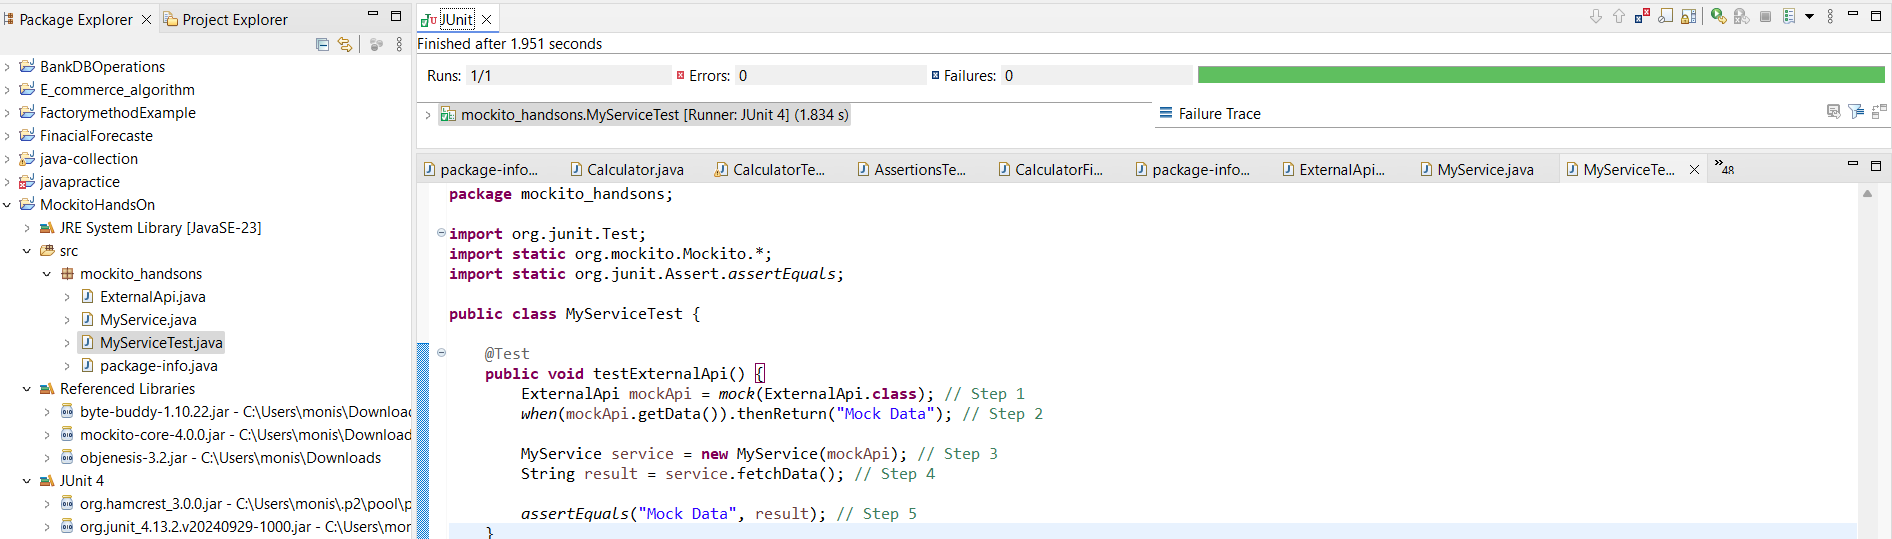 Package Explorer
Project Explorer
BankDBOperations
E_commerce_algorithm
FactorymethodExample
FinacialForecaste
java-collection
javapractice
MockitoHandsOn
JRE System Library [JavaSE-23]
src
mockito_handsons
ExternalApi.java
MyService.java
MyServiceTest.java
package-info.java
Referenced Libraries
byte-buddy-1.10.22.jar - C:\Users\monis\Downloads
mockito-core-4.0.0.jar - C:\Users\monis\Download
objenesis-3.2.jar - C:\Users\monis\Downloads
JUnit 4
org.hamcrest_3.0.0.jar - C:\Users\monis\.p2\pool\p
org.junit_4.13.2.v20240929-1000.jar - C:\Users\mon
JUnit
Finished after 1.951 seconds
Runs: 1/1 Errors: 0 Failures: 0
mockito_handsons.MyServiceTest [Runner: JUnit 4] (1.834 s)
Failure Trace
package-info... Calculator.java CalculatorTe... AssertionsTe... CalculatorFi... package-info... ExternalApi... MyService.java MyServiceTe... »48
package mockito_handsons;
import org.junit.Test;
import static org.mockito.Mockito.*;
import static org.junit.Assert.assertEquals;
public class MyServiceTest {
@Test
public void testExternalApi() {
ExternalApi mockApi = mock(ExternalApi.class); // Step 1
when(mockApi.getData()).thenReturn("Mock Data"); // Step 2
MyService service = new MyService(mockApi); // Step 3
String result = service.fetchData(); // Step 4
assertEquals("Mock Data", result); // Step 5
}